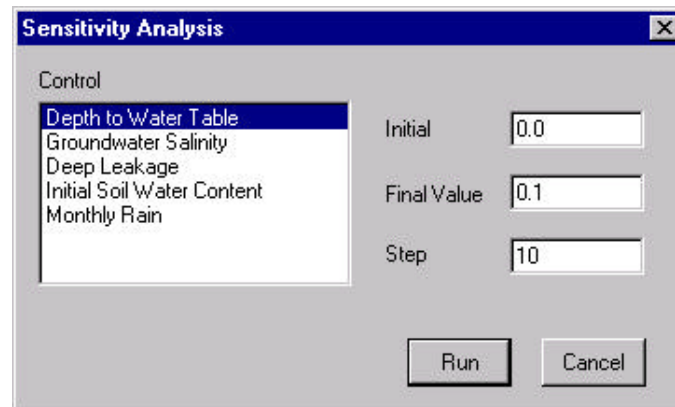 Sensitivity Analysis
Control
Depth to Water Table
Groundwater Salinity
Deep Leakage
Initial Soil Water Content
Monthly Rain
Initial 0.0
Final Value 0.1
Step 10
Run Cancel